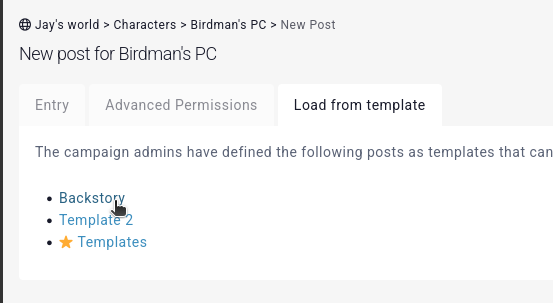 Jay's world > Characters > Birdman's PC > New Post
New post for Birdman's PC
Entry Advanced Permissions Load from template
The campaign admins have defined the following posts as templates that can
Backstory
Template 2
Templates